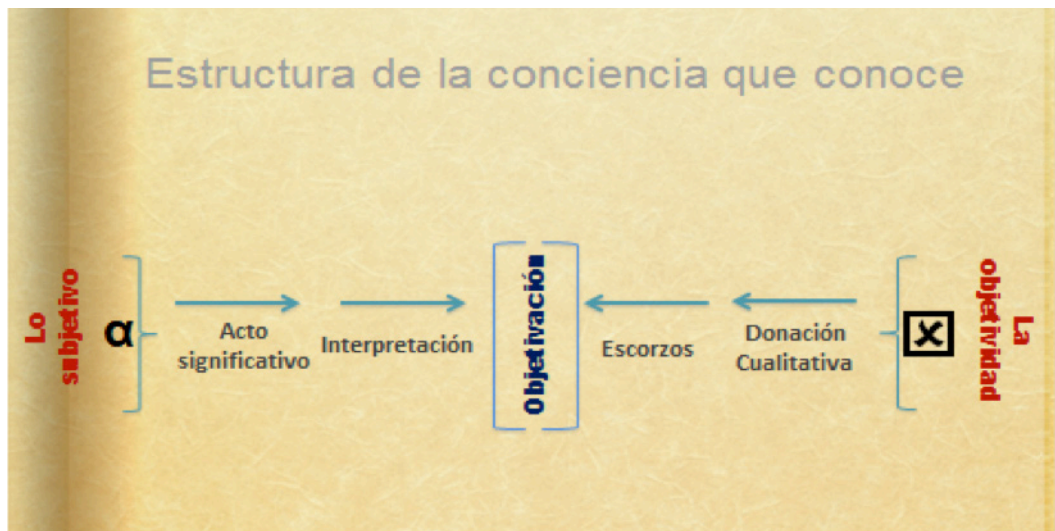 Estructura de la conciencia que conoce
Lo
subjetivo
α
Acto
significativo
Interpretación
Objetivación
Escorzos
Donación
Cualitativa
x
La
objetividad